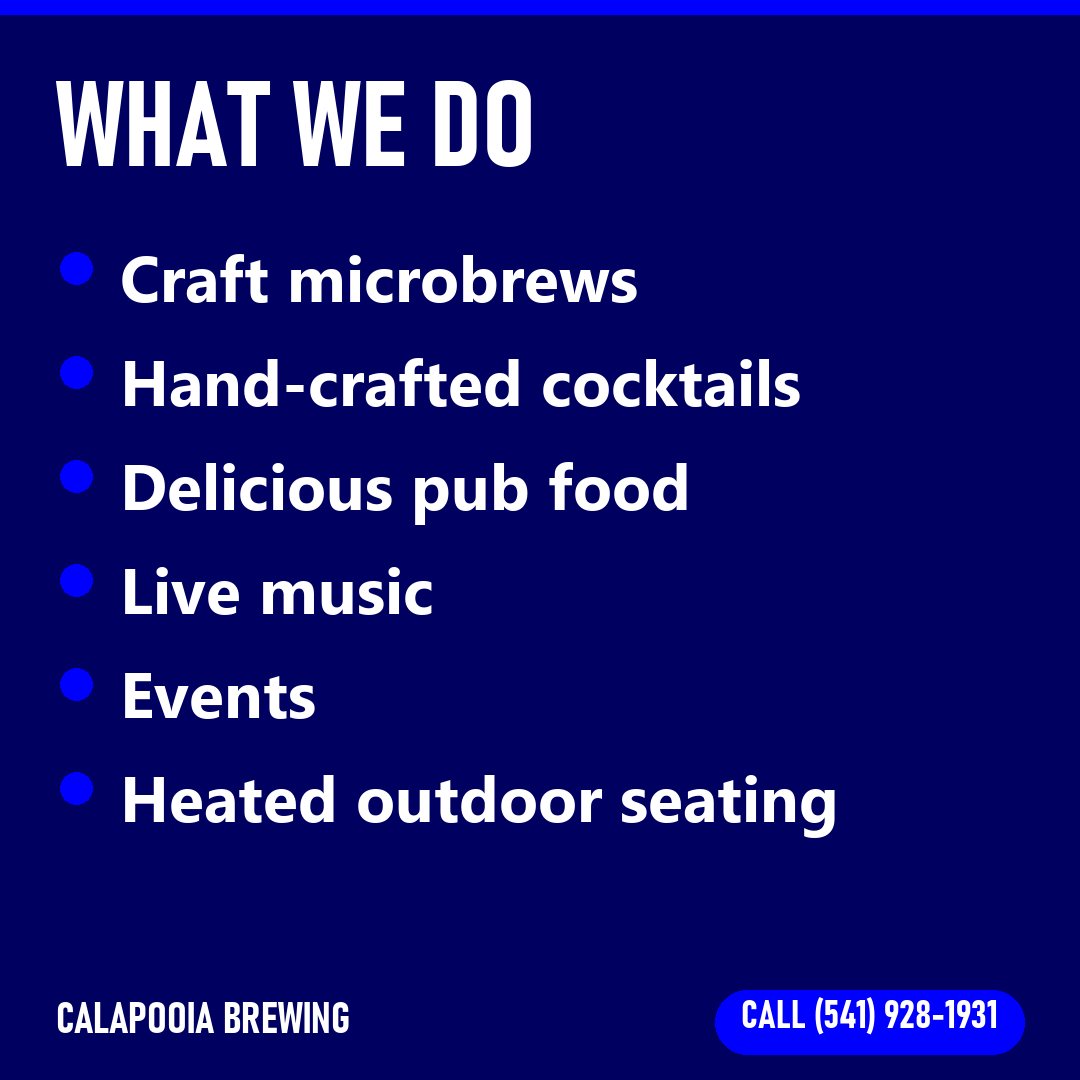 WHAT WE DO
Craft microbrews
Hand-crafted cocktails
Delicious pub food
Live music
Events
Heated outdoor seating
CALAPOOIA BREWING
CALL (541) 928-1931